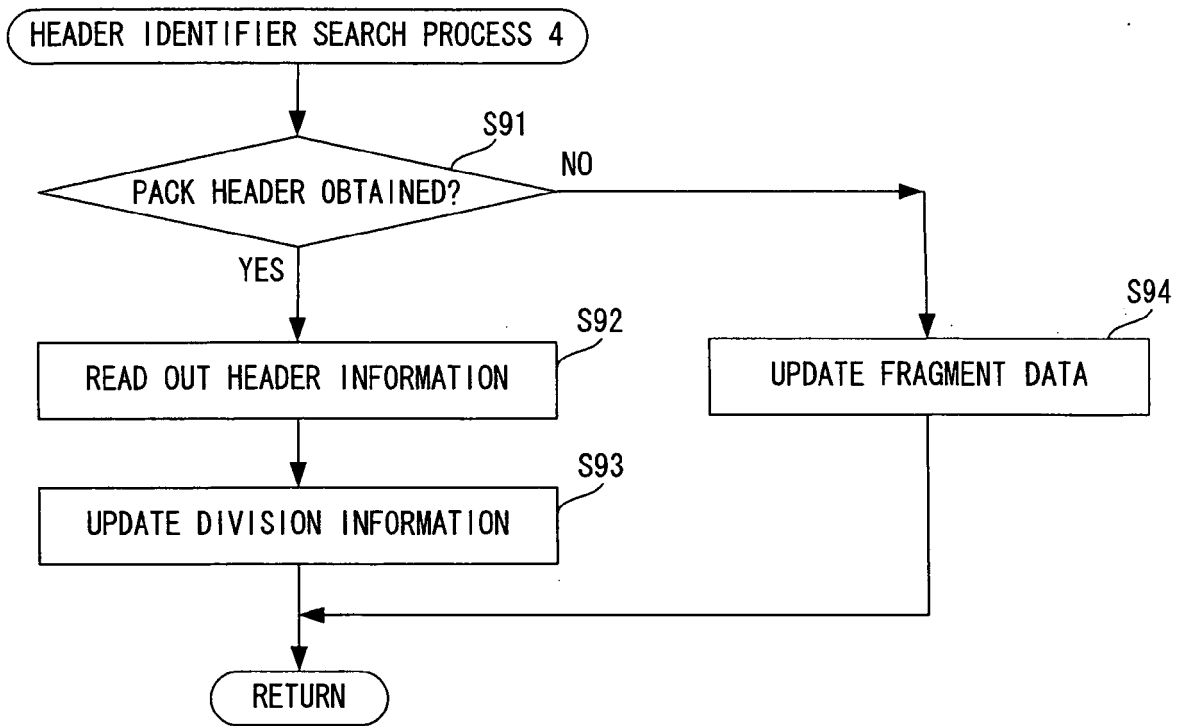 HEADER IDENTIFIER SEARCH PROCESS 4
S91
PACK HEADER OBTAINED?
NO
YES
S92
READ OUT HEADER INFORMATION
S94
UPDATE FRAGMENT DATA
S93
UPDATE DIVISION INFORMATION
RETURN